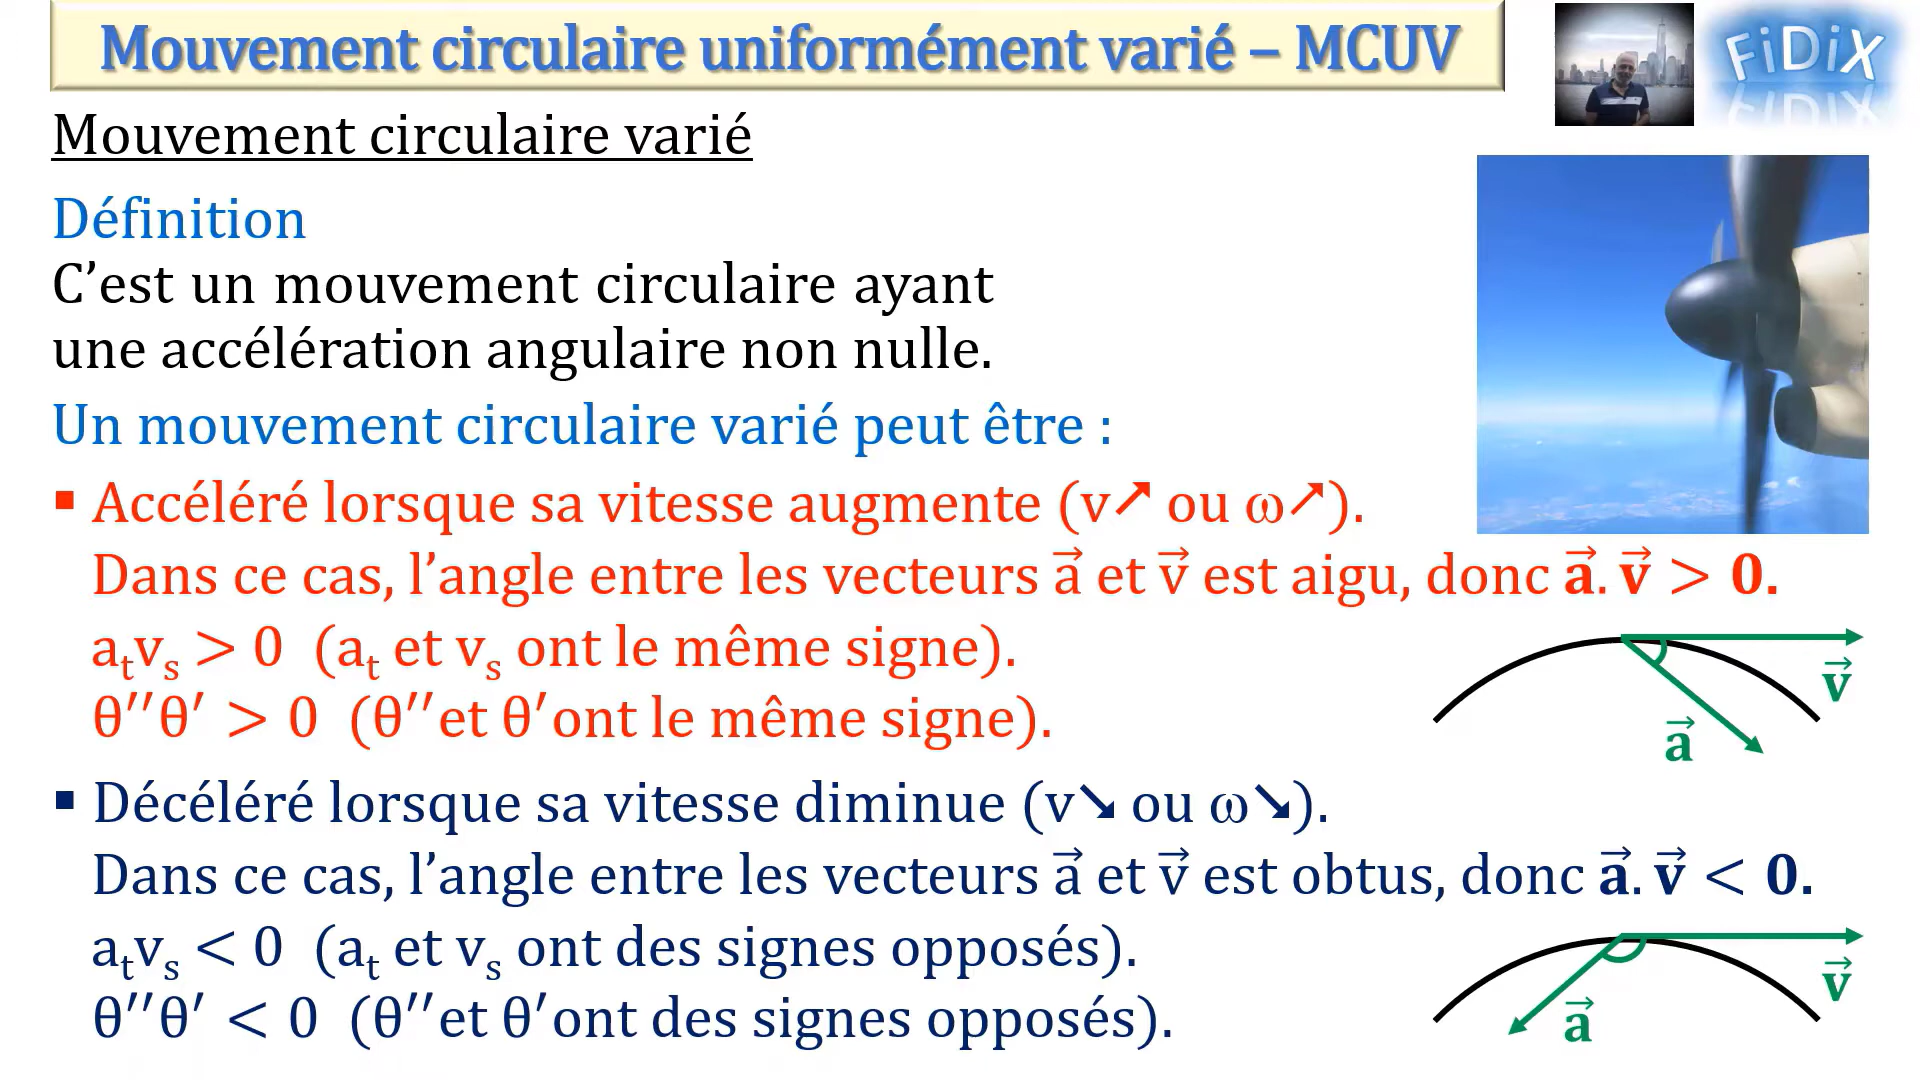 Mouvement circulaire uniformément varié – MCUV
FiDiX
Mouvement circulaire varié
Définition
C’est un mouvement circulaire ayant
une accélération angulaire non nulle.
Un mouvement circulaire varié peut être :
▪ Accéléré lorsque sa vitesse augmente (v↗ ou ω↗).
Dans ce cas, l’angle entre les vecteurs a⃗ et v⃗ est aigu, donc a⃗. v⃗ > 0.
aₜvₛ > 0 (aₜ et vₛ ont le même signe).
θ′′θ′ > 0 (θ′′et θ′ont le même signe).
v⃗
a⃗
▪ Décéléré lorsque sa vitesse diminue (v↘ ou ω↘).
Dans ce cas, l’angle entre les vecteurs a⃗ et v⃗ est obtus, donc a⃗. v⃗ < 0.
aₜvₛ < 0 (aₜ et vₛ ont des signes opposés).
θ′′θ′ < 0 (θ′′et θ′ont des signes opposés).
v⃗
a⃗